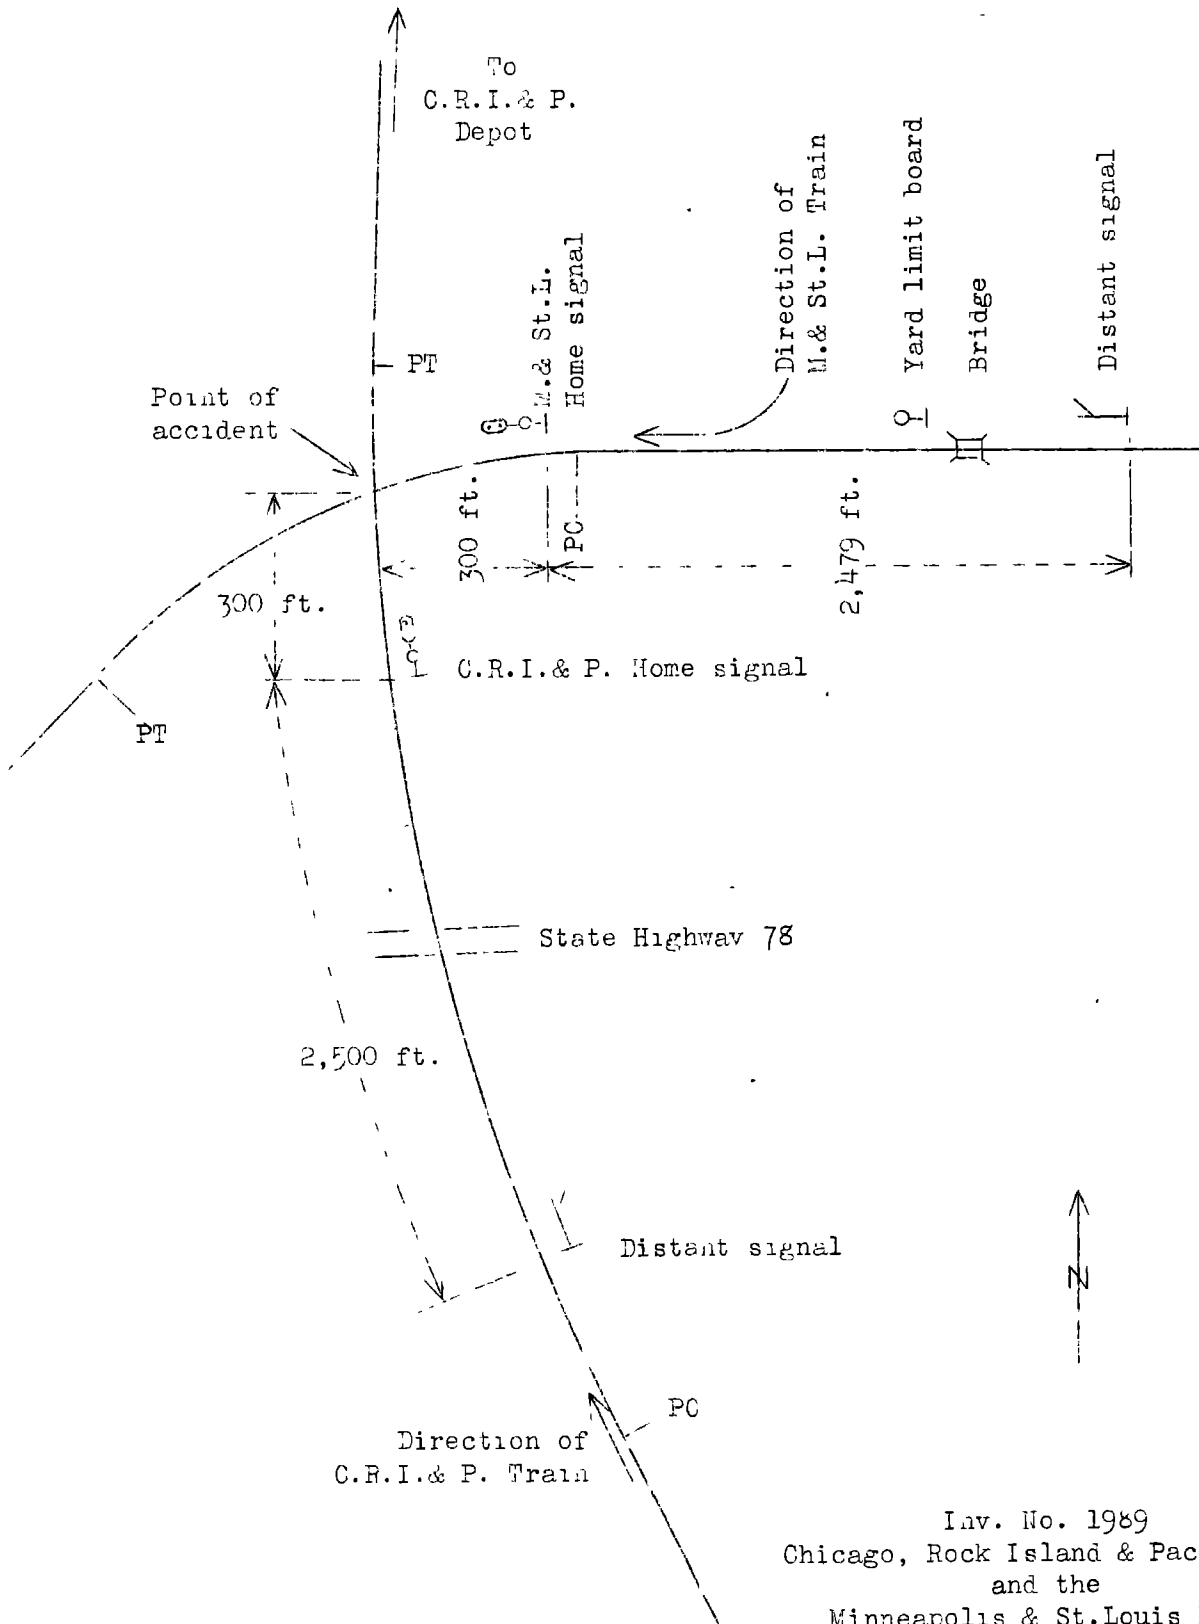 To
C.R.I.& P.
Depot
Direction of
M.& St.L. Train
Yard limit board
Bridge
Distant signal
M.& St.L.
Home signal
PT
Point of
accident
300 ft.
PC
2,479 ft.
300 ft.
C.R.I.& P. Home signal
PT
State Highway 78
2,500 ft.
Distant signal
N
PC
Direction of
C.R.I.& P. Train
Inv. No. 1989
Chicago, Rock Island & Pac
and the
Minneapolis & St.Louis